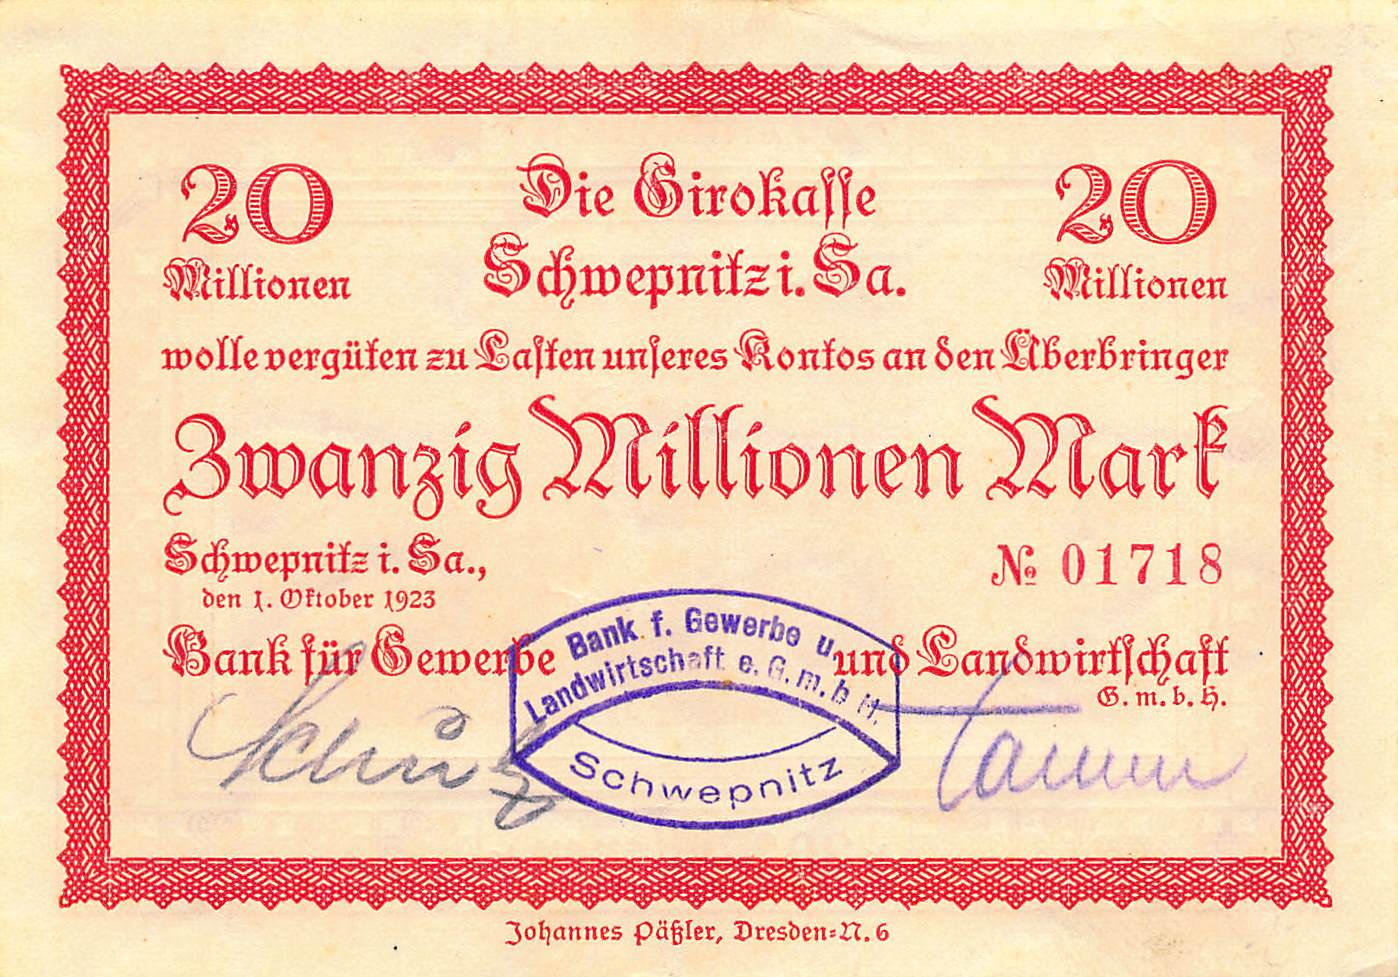 20
Millionen
Die Girokasse
Schwepnitz i. Sa.
20
Millionen
wolle vergüten zu Lasten unseres Kontos an den Überbringer
Zwanzig Millionen Mark
Schwepnitz i. Sa.,
den 1. Oktober 1923
№ 01718
Bank für Gewerbe und Landwirtschaft
G. m. b. H.
Bank f. Gewerbe u.
Landwirtschaft e. G. m. b H.
Schwepnitz
Schütz
Johannes Päßler, Dresden-N. 6